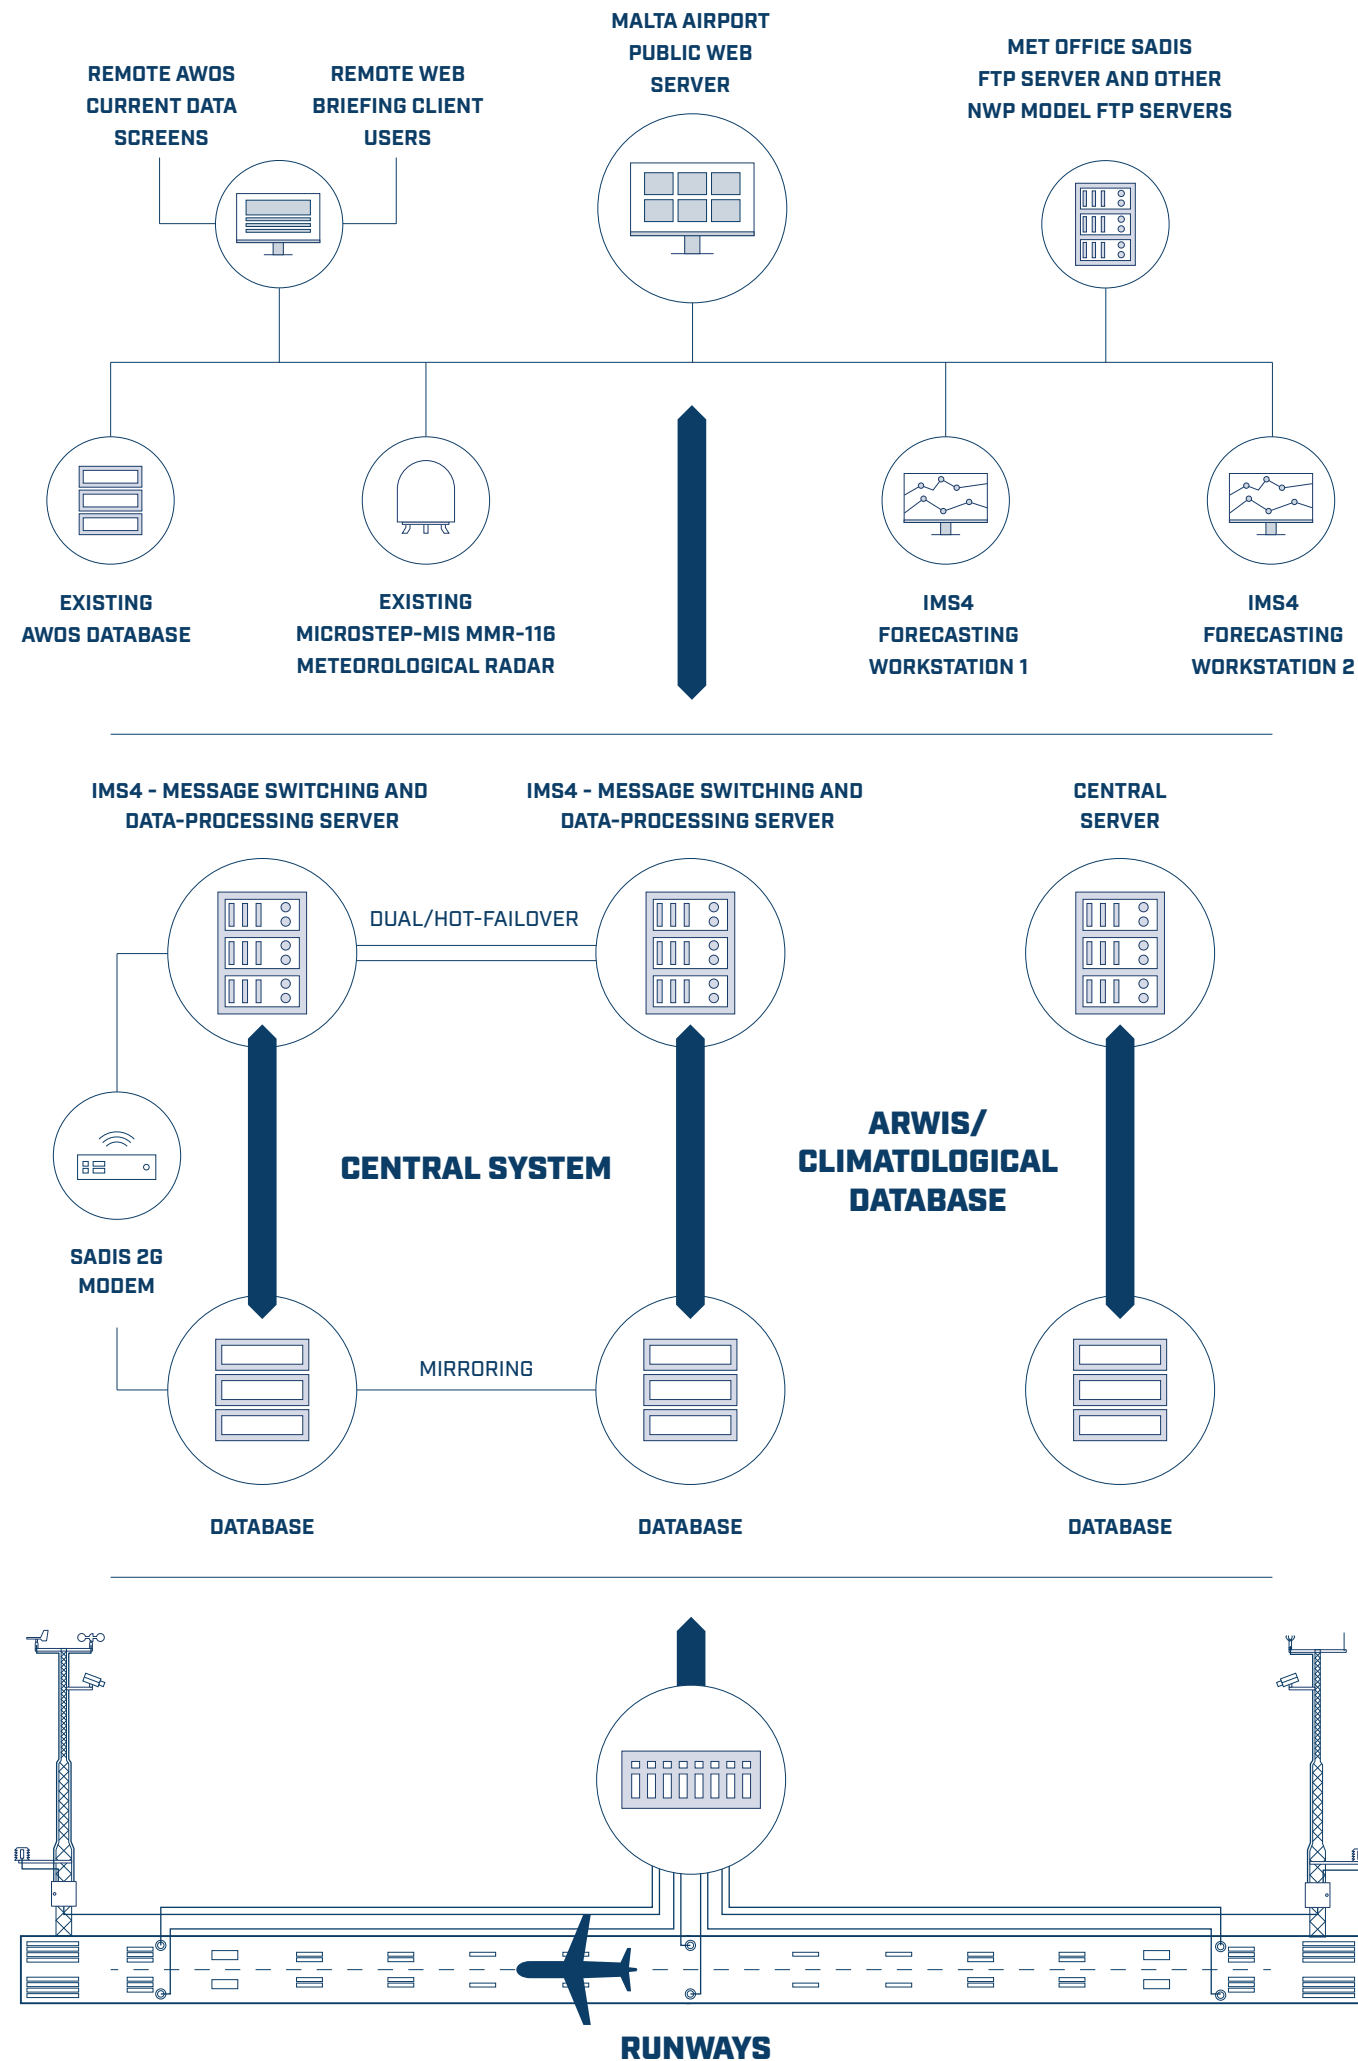 MALTA AIRPORT
PUBLIC WEB
SERVER
REMOTE AWOS
CURRENT DATA
SCREENS
REMOTE WEB
BRIEFING CLIENT
USERS
MET OFFICE SADIS
FTP SERVER AND OTHER
NWP MODEL FTP SERVERS
EXISTING
AWOS DATABASE
EXISTING
MICROSTEP-MIS MMR-116
METEOROLOGICAL RADAR
IMS4
FORECASTING
WORKSTATION 1
IMS4
FORECASTING
WORKSTATION 2
IMS4 - MESSAGE SWITCHING AND
DATA-PROCESSING SERVER
IMS4 - MESSAGE SWITCHING AND
DATA-PROCESSING SERVER
CENTRAL
SERVER
DUAL/HOT-FAILOVER
CENTRAL SYSTEM
ARWIS/
CLIMATOLOGICAL
DATABASE
SADIS 2G
MODEM
MIRRORING
DATABASE
DATABASE
DATABASE
RUNWAYS